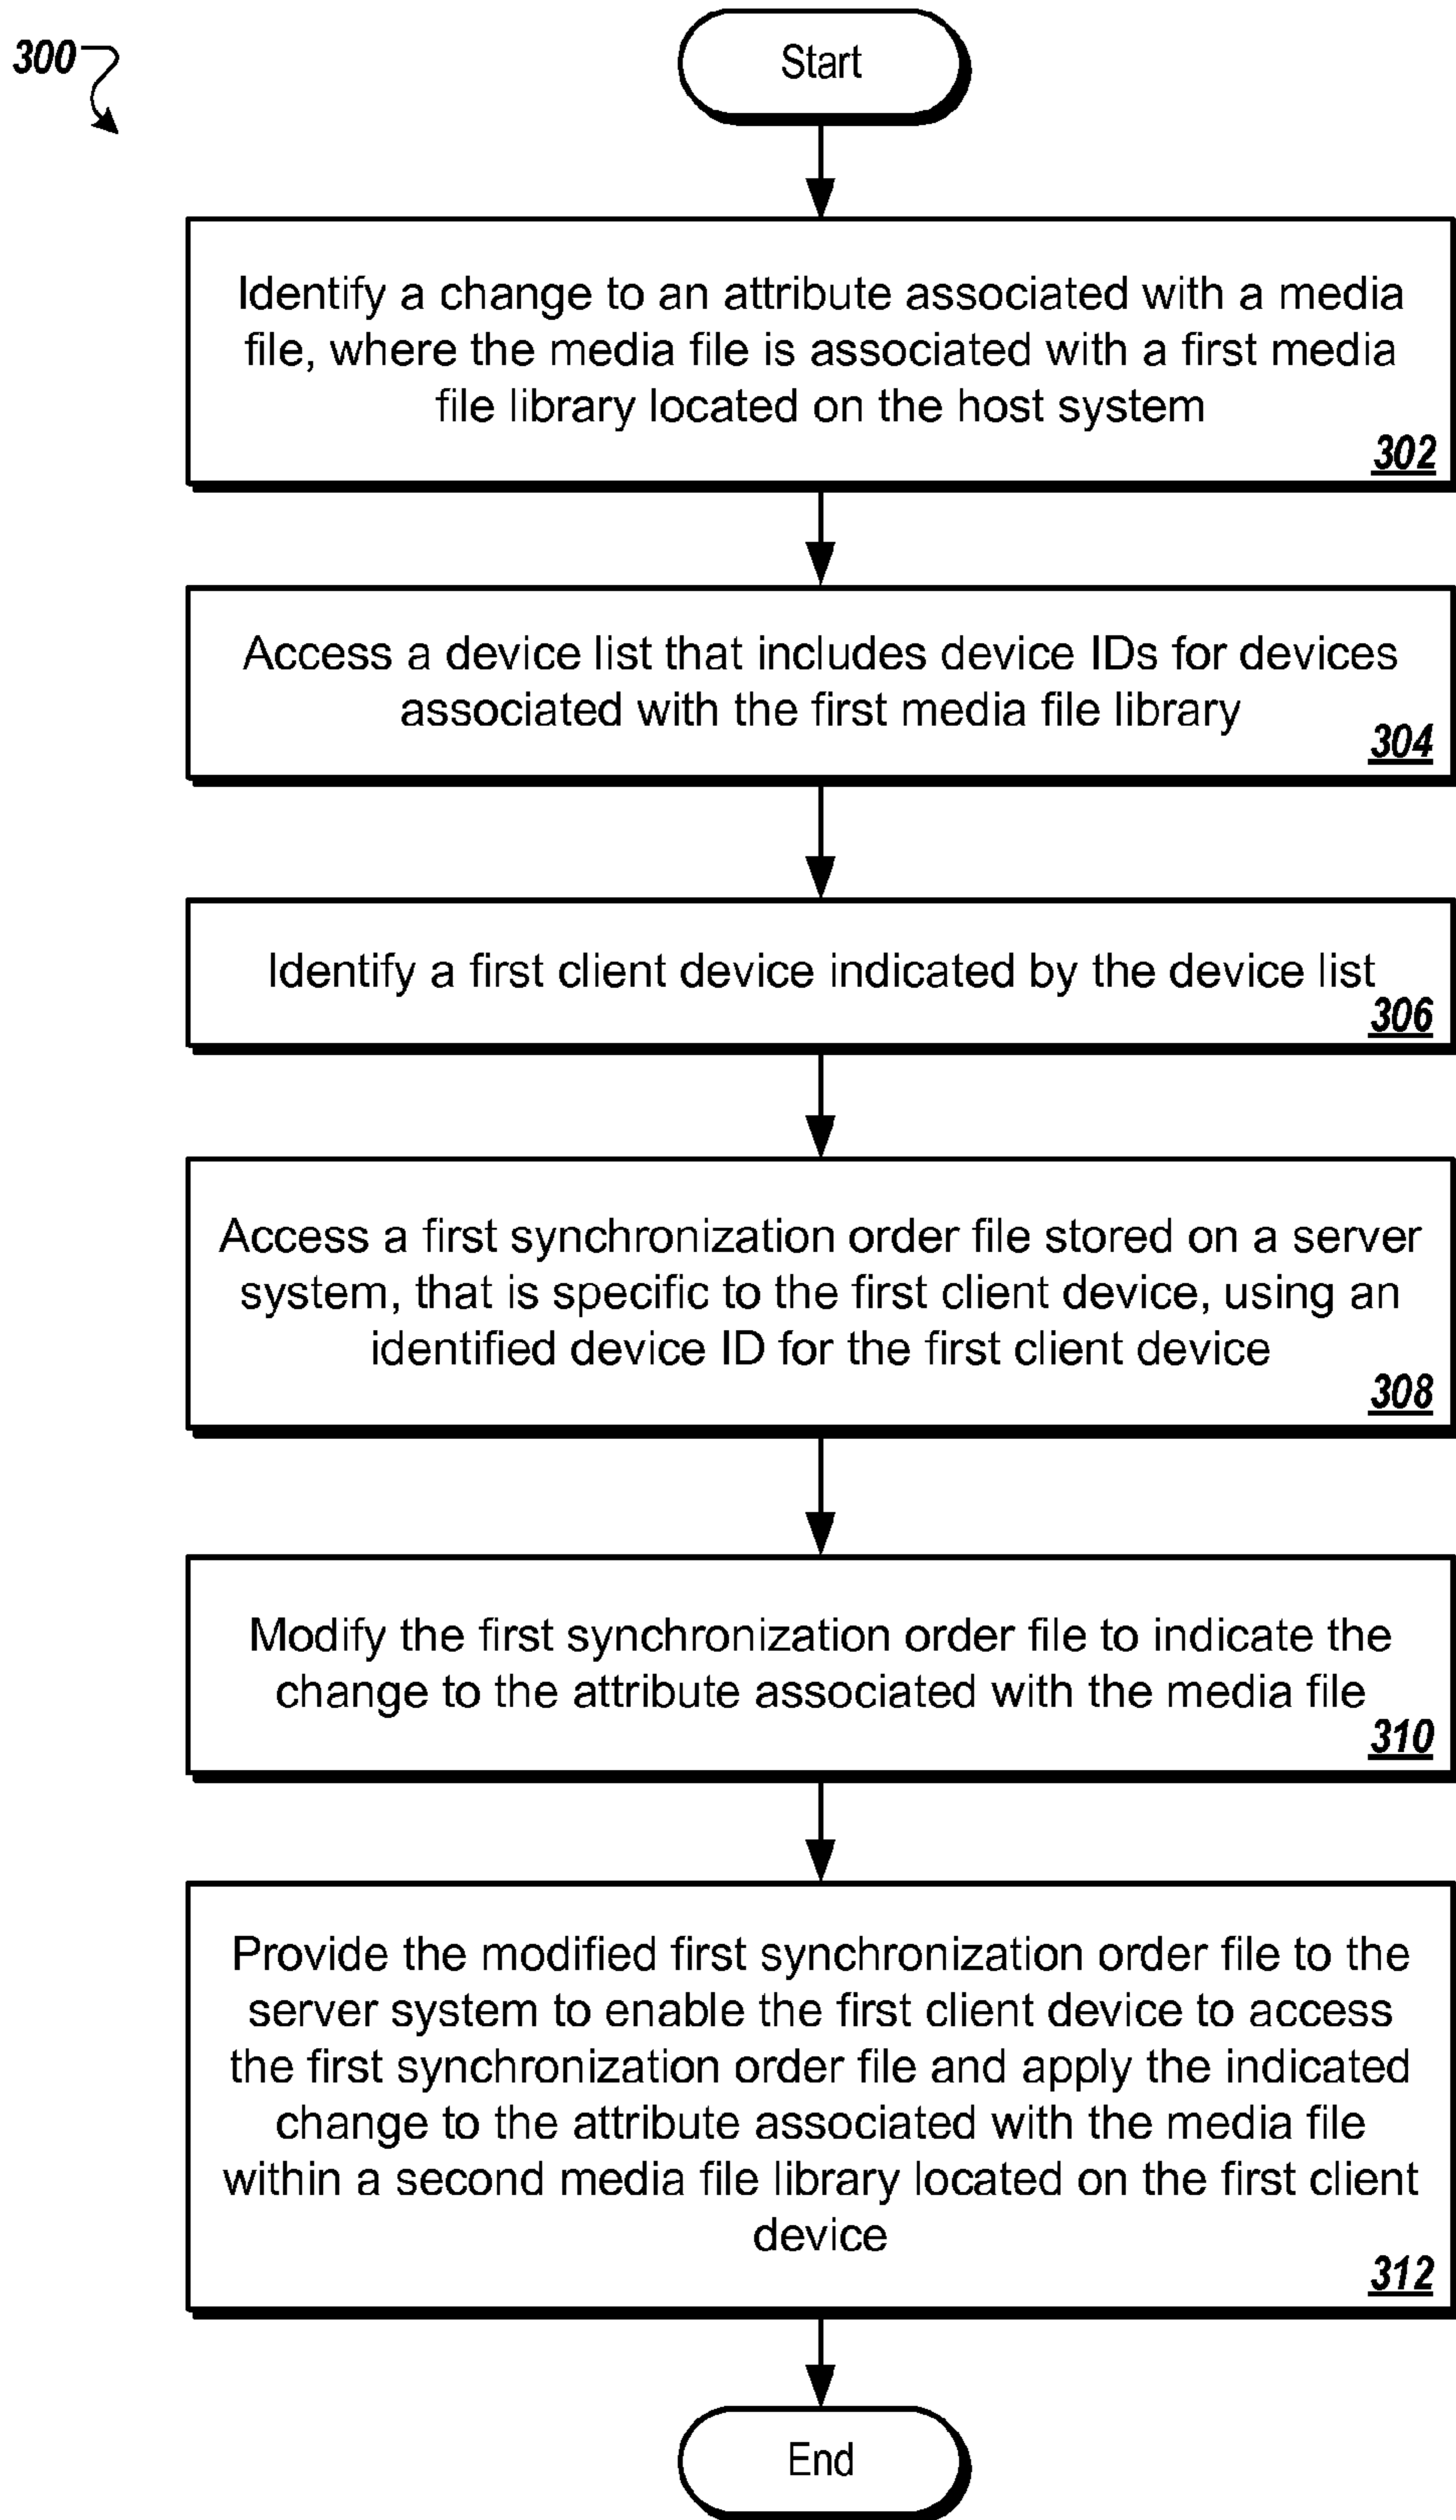 300
Start
Identify a change to an attribute associated with a media
file, where the media file is associated with a first media
file library located on the host system
302
Access a device list that includes device IDs for devices
associated with the first media file library
304
Identify a first client device indicated by the device list
306
Access a first synchronization order file stored on a server
system, that is specific to the first client device, using an
identified device ID for the first client device
308
Modify the first synchronization order file to indicate the
change to the attribute associated with the media file
310
Provide the modified first synchronization order file to the
server system to enable the first client device to access
the first synchronization order file and apply the indicated
change to the attribute associated with the media file
within a second media file library located on the first client
device
312
End